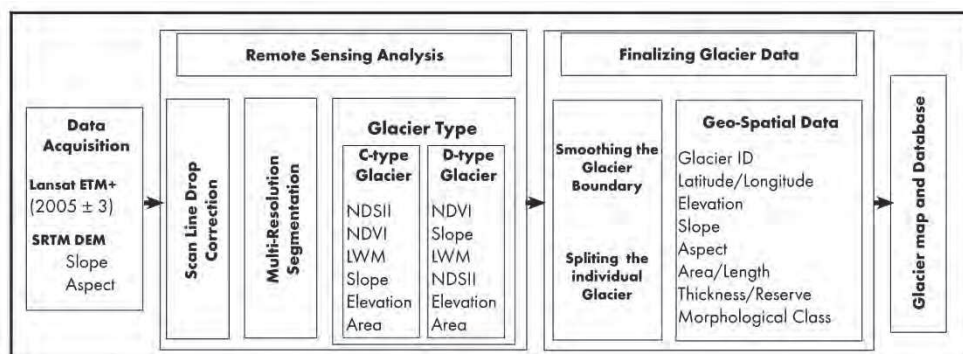 Data
Acquisition
Lansat ETM+
(2005 ± 3)
SRTM DEM
Slope
Aspect
Remote Sensing Analysis
Scan Line Drop
Correction
Multi-Resolution
Segmentation
Glacier Type
C-type
Glacier
NDSII
NDVI
LWM
Slope
Elevation
Area
D-type
Glacier
NDVI
Slope
LWM
NDSII
Elevation
Area
Finalizing Glacier Data
Smoothing the
Glacier
Boundary
Spliting the
individual
Glacier
Geo-Spatial Data
Glacier ID
Latitude/Longitude
Elevation
Slope
Aspect
Area/Length
Thickness/Reserve
Morphological Class
Glacier map and Database